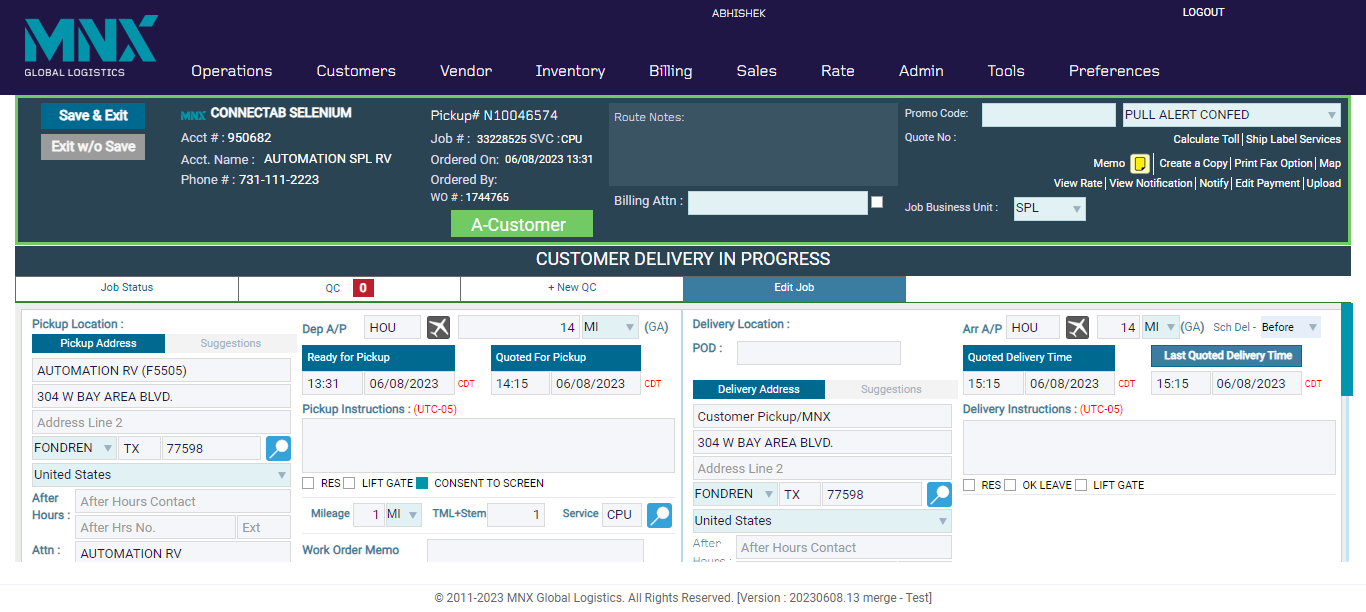 ABHISHEK
LOGOUT
MNX
GLOBAL LOGISTICS
Operations Customers Vendor Inventory Billing Sales Rate Admin Tools Preferences
Save & Exit
Exit w/o Save
MNX CONNECTAB SELENIUM
Acct # : 950682
Acct. Name : AUTOMATION SPL RV
Phone # : 731-111-2223
Pickup# N10046574
Job # : 33228525 SVC :CPU
Ordered On: 06/08/2023 13:31
Ordered By:
WO # : 1744765
A-Customer
Route Notes:
Billing Attn :
Promo Code:
PULL ALERT CONFED
Quote No :
Calculate Toll| Ship Label Services
Memo | Create a Copy| Print Fax Option | Map
View Rate| View Notification | Notify | Edit Payment | Upload
Job Business Unit :
SPL
CUSTOMER DELIVERY IN PROGRESS
Job Status
QC 0
+ New QC
Edit Job
Pickup Location :
Pickup Address
Suggestions
AUTOMATION RV (F5505)
304 W BAY AREA BLVD.
Address Line 2
FONDREN TX 77598
United States
After Hours :
After Hours Contact
After Hrs No. Ext
Attn : AUTOMATION RV
Dep A/P HOU 14 MI (GA)
Ready for Pickup
13:31 06/08/2023 CDT
Quoted For Pickup
14:15 06/08/2023 CDT
Pickup Instructions : (UTC-05)
RES LIFT GATE CONSENT TO SCREEN
Mileage 1 MI TML+Stem 1 Service CPU
Work Order Memo
Delivery Location :
POD :
Delivery Address
Suggestions
Customer Pickup/MNX
304 W BAY AREA BLVD.
Address Line 2
FONDREN TX 77598
United States
After Hours :
After Hours Contact
Arr A/P HOU 14 MI (GA) Sch Del - Before
Quoted Delivery Time
15:15 06/08/2023 CDT
Last Quoted Delivery Time
15:15 06/08/2023 CDT
Delivery Instructions : (UTC-05)
RES OK LEAVE LIFT GATE
© 2011-2023 MNX Global Logistics. All Rights Reserved. [Version : 20230608.13 merge - Test]